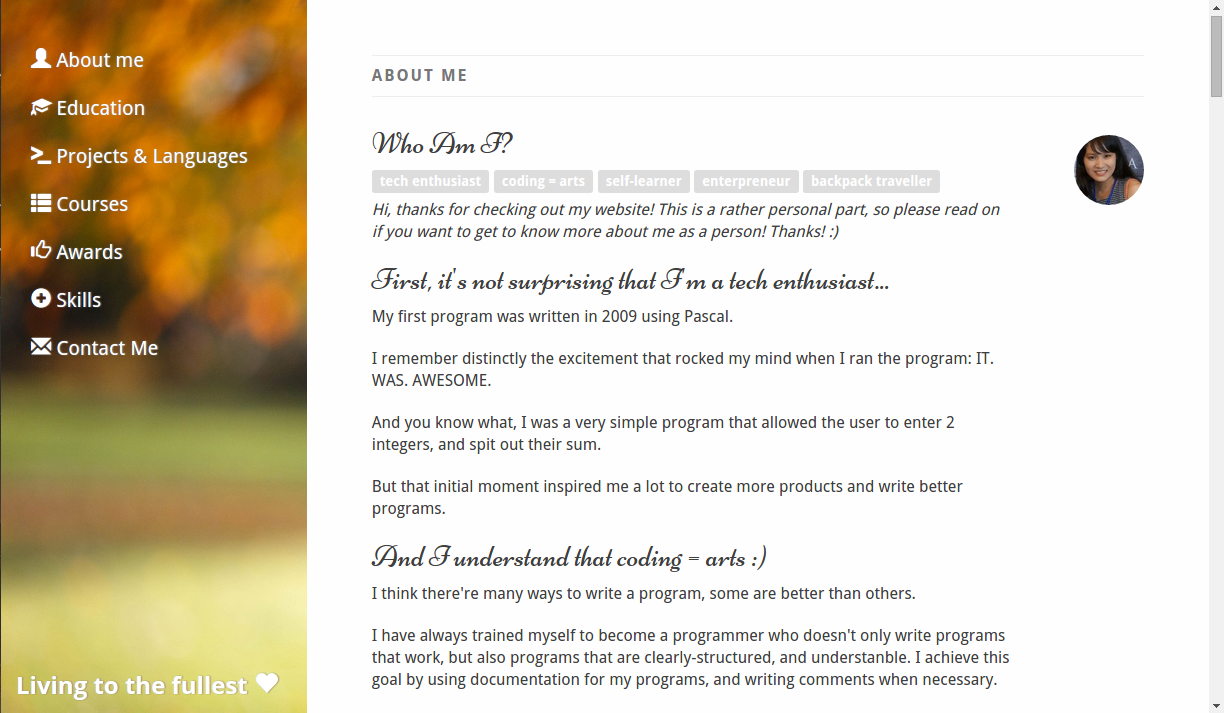 About me
Education
Projects & Languages
Courses
Awards
Skills
Contact Me
Living to the fullest
ABOUT ME
Who Am I?
tech enthusiast coding = arts self-learner enterpreneur backpack traveller
Hi, thanks for checking out my website! This is a rather personal part, so please read on
if you want to get to know more about me as a person! Thanks! :)
First, it's not surprising that I'm a tech enthusiast...
My first program was written in 2009 using Pascal.
I remember distinctly the excitement that rocked my mind when I ran the program: IT.
WAS. AWESOME.
And you know what, I was a very simple program that allowed the user to enter 2
integers, and spit out their sum.
But that initial moment inspired me a lot to create more products and write better
programs.
And I understand that coding = arts :)
I think there're many ways to write a program, some are better than others.
I have always trained myself to become a programmer who doesn't only write programs
that work, but also programs that are clearly-structured, and understanble. I achieve this
goal by using documentation for my programs, and writing comments when necessary.